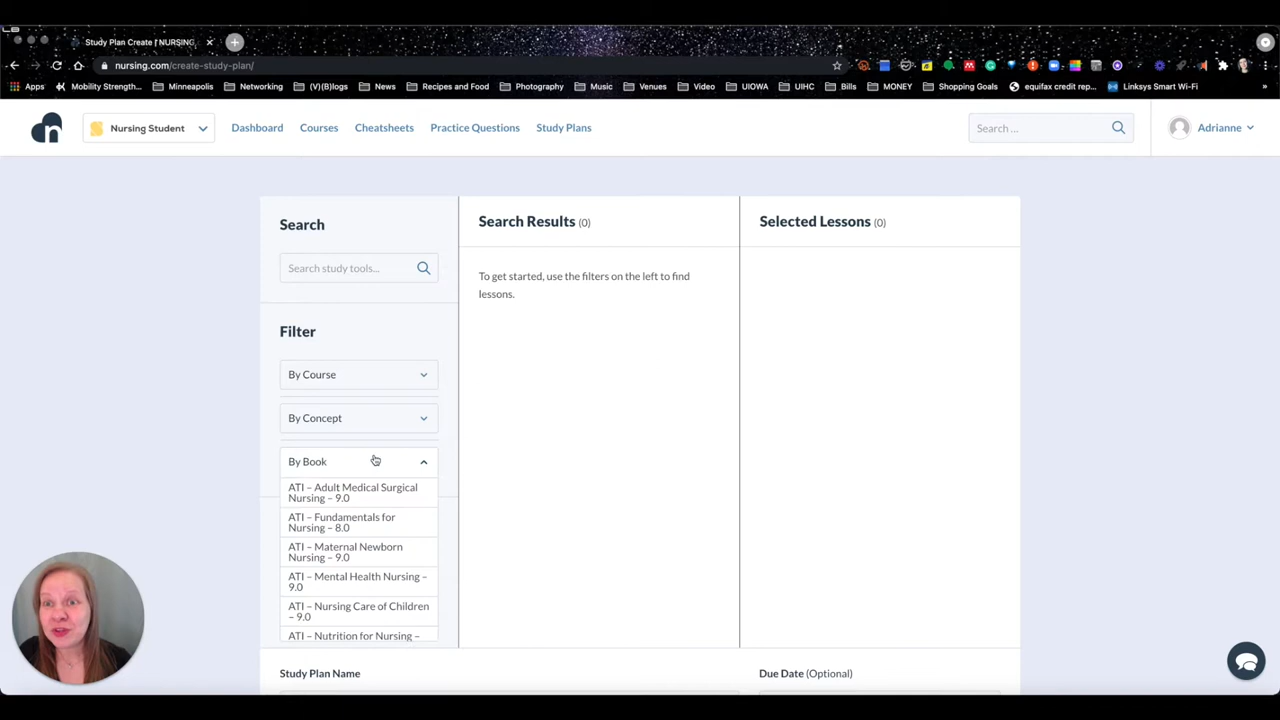 Study Plan Create | NURSING.
nursing.com/create-study-plan/
Apps
Mobility Strength...
Minneapolis
Networking
(V)(B)logs
News
Recipes and Food
Photography
Music
Venues
Video
UIOWA
UIHC
Bills
MONEY
Shopping Goals
equifax credit rep...
Linksys Smart Wi-Fi
»
n
Nursing Student
Dashboard
Courses
Cheatsheets
Practice Questions
Study Plans
Search ...
Adrianne
Search
Search study tools...
Filter
By Course
By Concept
By Book
ATI – Adult Medical Surgical
Nursing – 9.0
ATI – Fundamentals for
Nursing – 8.0
ATI – Maternal Newborn
Nursing – 9.0
ATI – Mental Health Nursing –
9.0
ATI – Nursing Care of Children
– 9.0
ATI – Nutrition for Nursing –
Search Results (0)
To get started, use the filters on the left to find
lessons.
Selected Lessons (0)
Study Plan Name
Due Date (Optional)